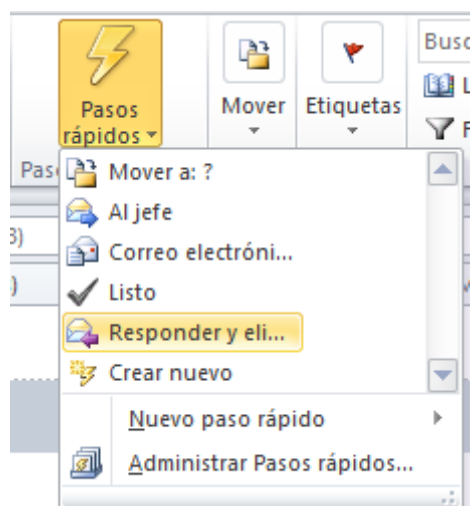 Pasos
rápidos
Mover
Etiquetas
Mover a: ?
Al jefe
Correo electróni...
Listo
Responder y eli...
Crear nuevo
Nuevo paso rápido
Administrar Pasos rápidos...